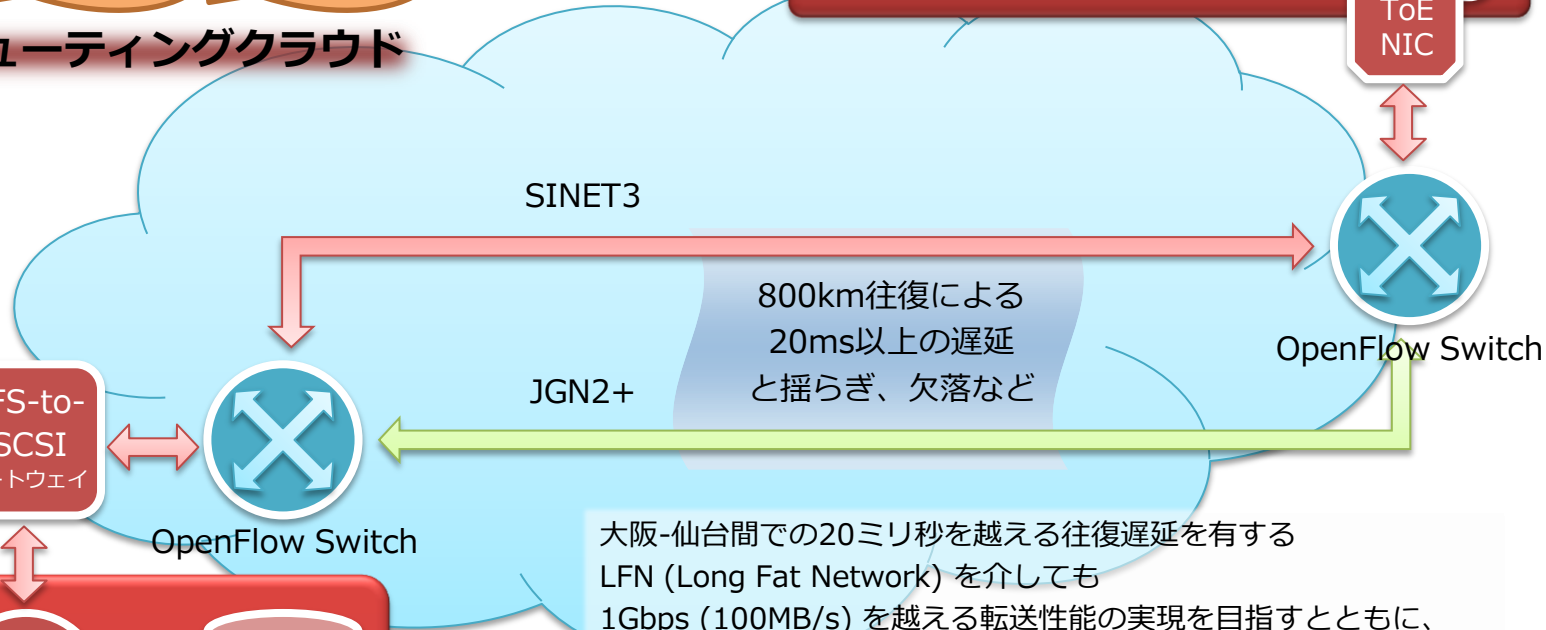 ューティングクラウド
ToE
NIC
SINET3
800km往復による
20ms以上の遅延
と揺らぎ、欠落など
OpenFlow Switch
JGN2+
FS-to-
SCSI
ートウェイ
OpenFlow Switch
大阪-仙台間での20ミリ秒を越える往復遅延を有する
LFN (Long Fat Network) を介しても
1Gbps (100MB/s) を越える転送性能の実現を目指すとともに、